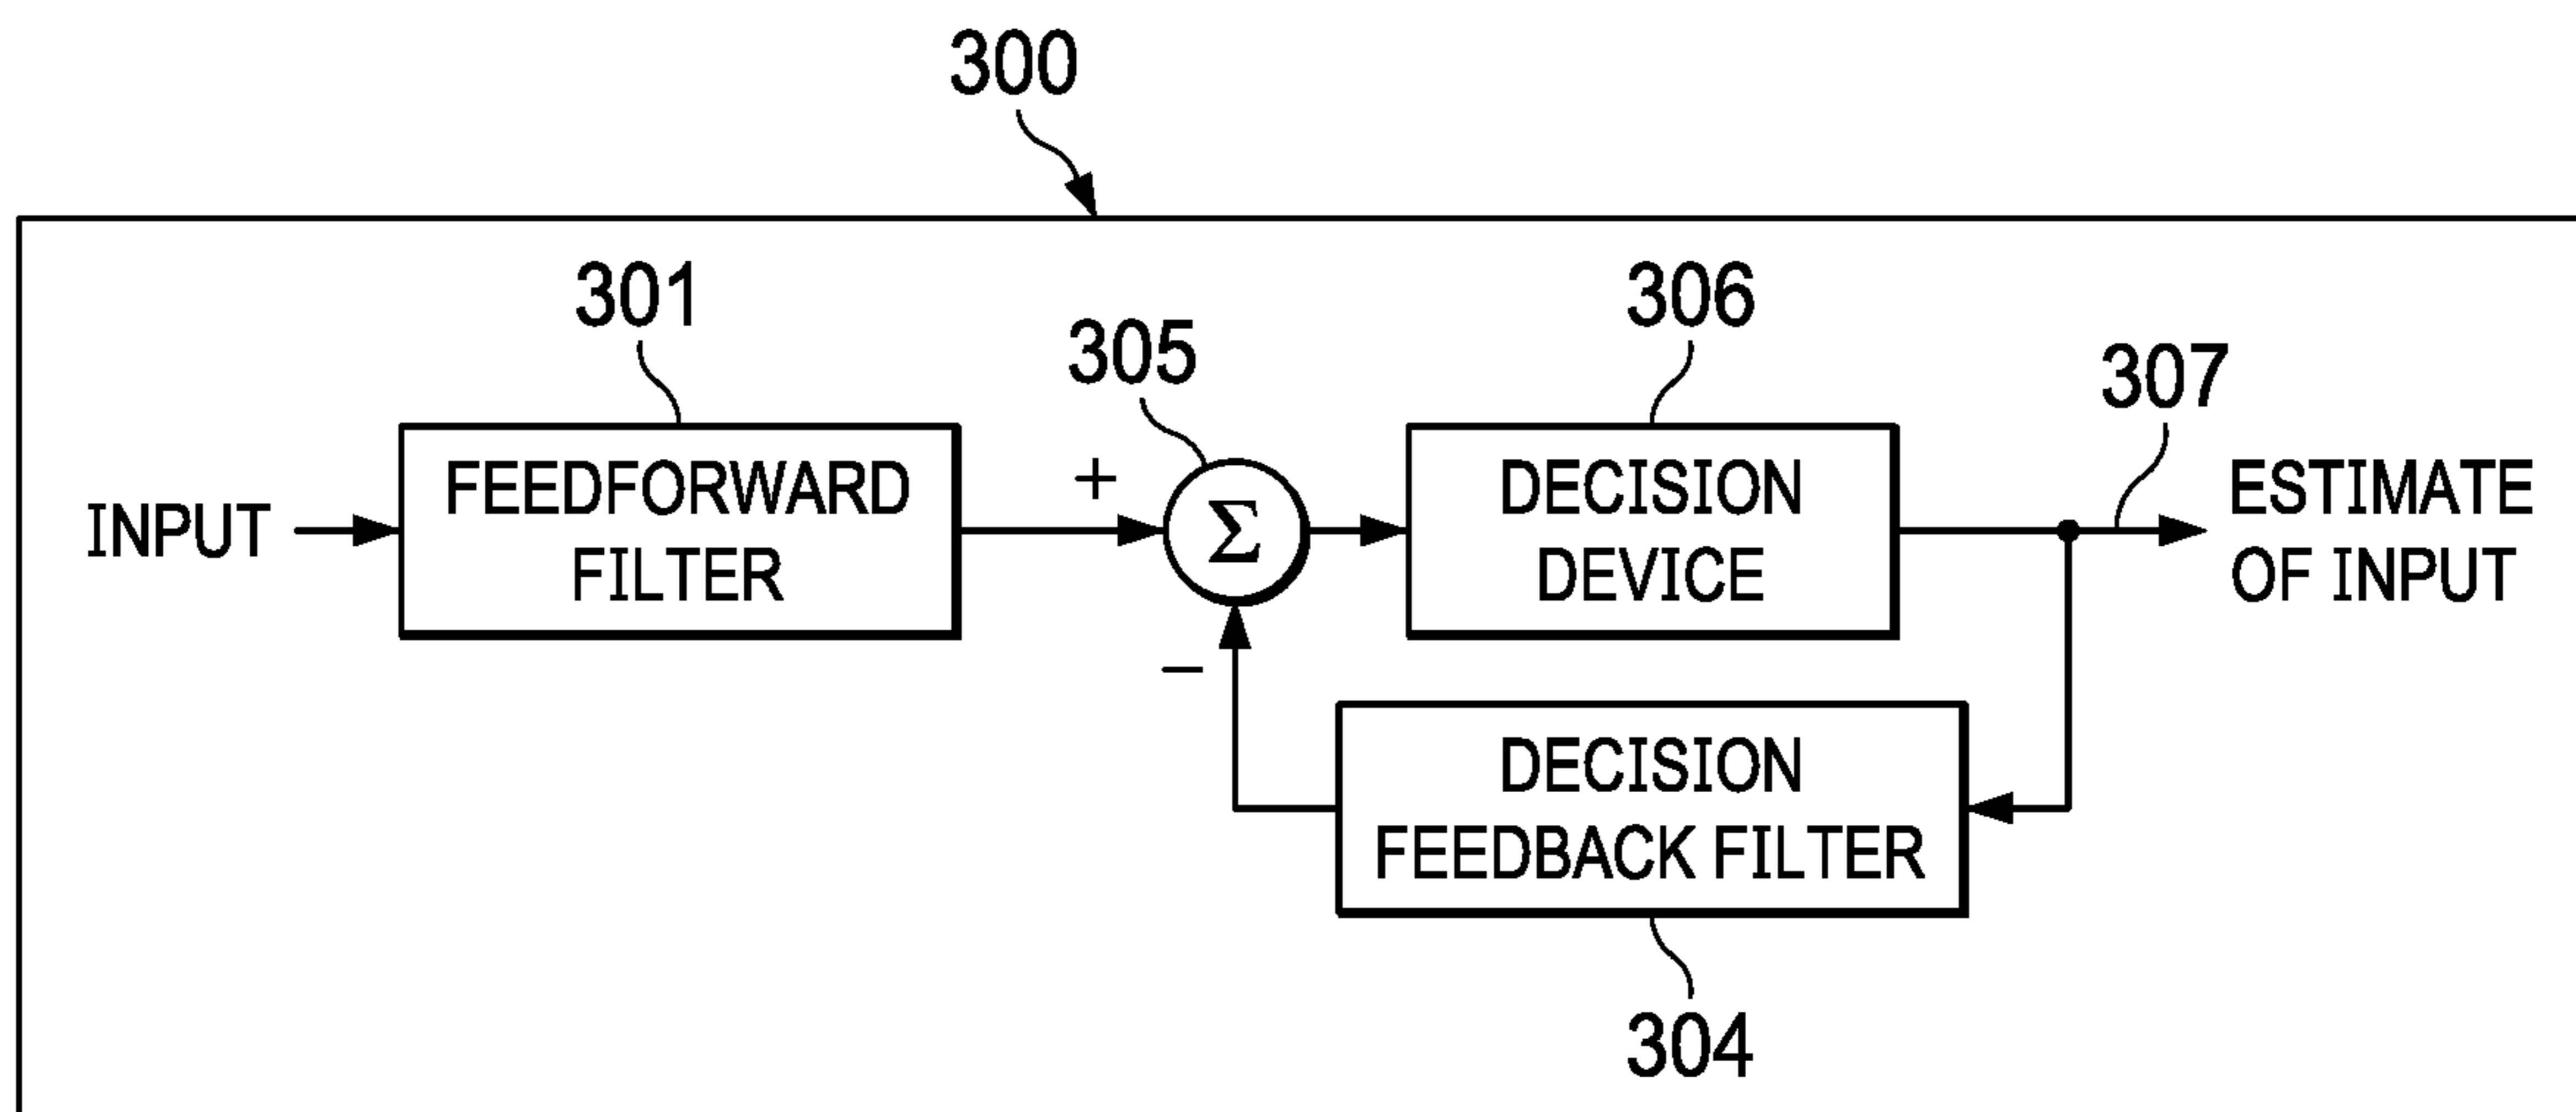 300
301
305
306
307
INPUT
FEEDFORWARD
FILTER
+
Σ
−
DECISION
DEVICE
ESTIMATE
OF INPUT
DECISION
FEEDBACK FILTER
304